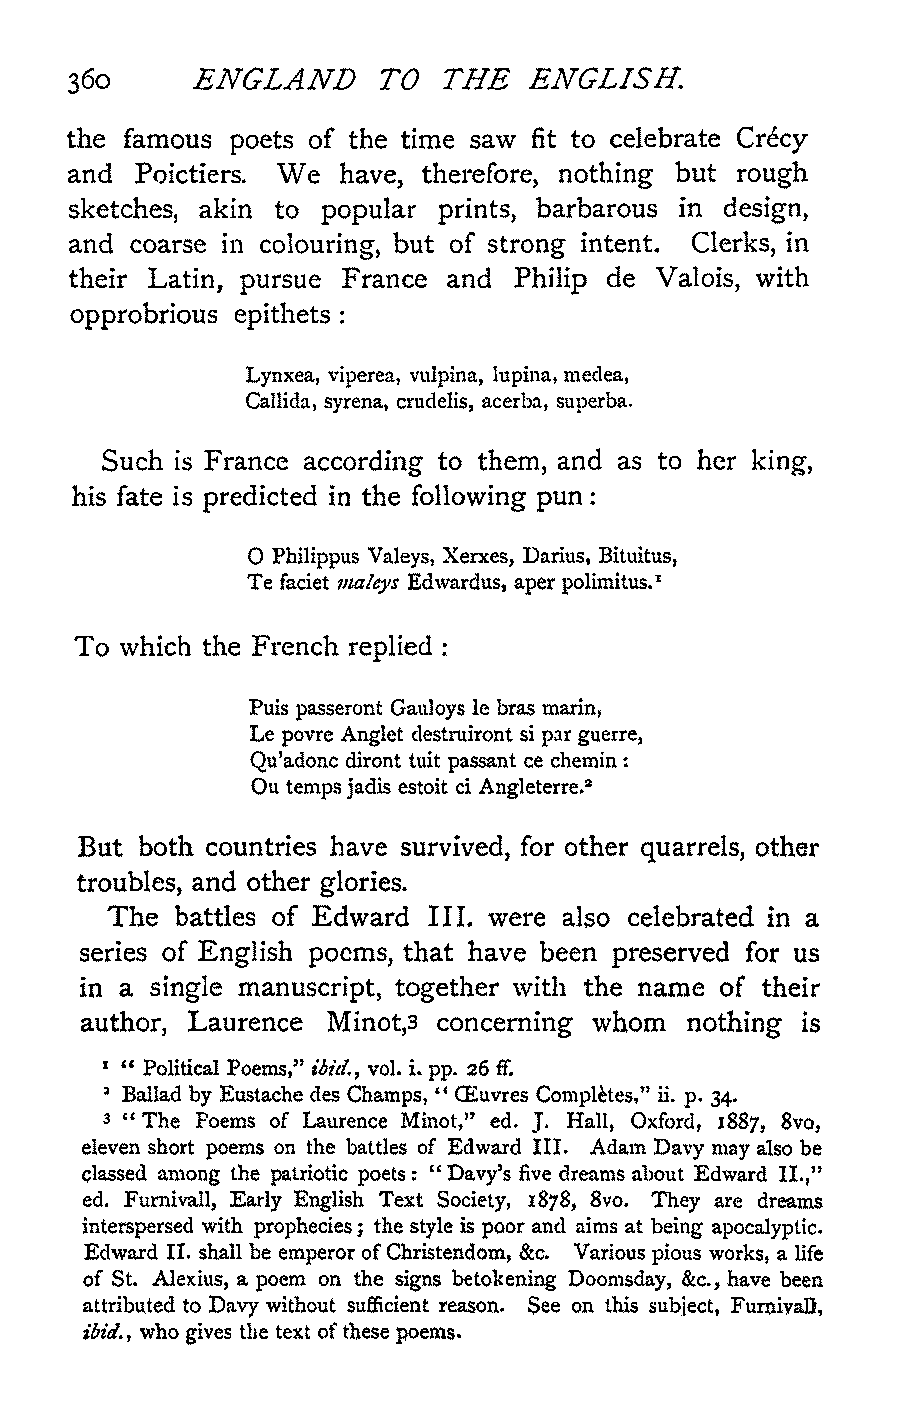 360 ENGLAND TO THE ENGLISH.
the famous poets of the time saw fit to celebrate Crécy
and Poictiers. We have, therefore, nothing but rough
sketches, akin to popular prints, barbarous in design,
and coarse in colouring, but of strong intent. Clerks, in
their Latin, pursue France and Philip de Valois, with
opprobrious epithets :
Lynxea, viperea, vulpina, lupina, medea,
Callida, syrena, crudelis, acerba, superba.
Such is France according to them, and as to her king,
his fate is predicted in the following pun :
O Philippus Valeys, Xerxes, Darius, Bituitus,
Te faciet maleys Edwardus, aper polimitus.¹
To which the French replied :
Puis passeront Gauloys le bras marin,
Le povre Anglet destruiront si par guerre,
Qu'adonc diront tuit passant ce chemin :
Ou temps jadis estoit ci Angleterre.²
But both countries have survived, for other quarrels, other
troubles, and other glories.
The battles of Edward III. were also celebrated in a
series of English poems, that have been preserved for us
in a single manuscript, together with the name of their
author, Laurence Minot,³ concerning whom nothing is
¹ " Political Poems," ibid., vol. i. pp. 26 ff.
² Ballad by Eustache des Champs, " Œuvres Complètes," ii. p. 34.
³ " The Poems of Laurence Minot," ed. J. Hall, Oxford, 1887, 8vo,
eleven short poems on the battles of Edward III. Adam Davy may also be
classed among the patriotic poets : " Davy's five dreams about Edward II.,"
ed. Furnivall, Early English Text Society, 1878, 8vo. They are dreams
interspersed with prophecies ; the style is poor and aims at being apocalyptic.
Edward II. shall be emperor of Christendom, &c. Various pious works, a life
of St. Alexius, a poem on the signs betokening Doomsday, &c., have been
attributed to Davy without sufficient reason. See on this subject, Furnivall,
ibid., who gives the text of these poems.